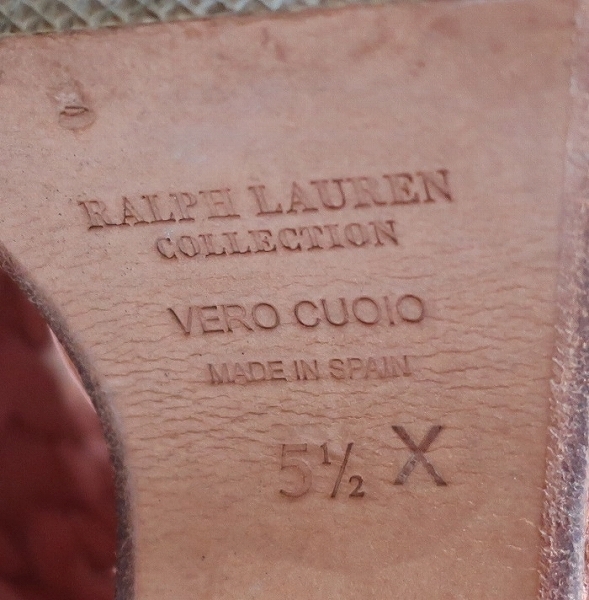 RALPH LAUREN
COLLECTION
VERO CUOIO
MADE IN SPAIN
5½ X